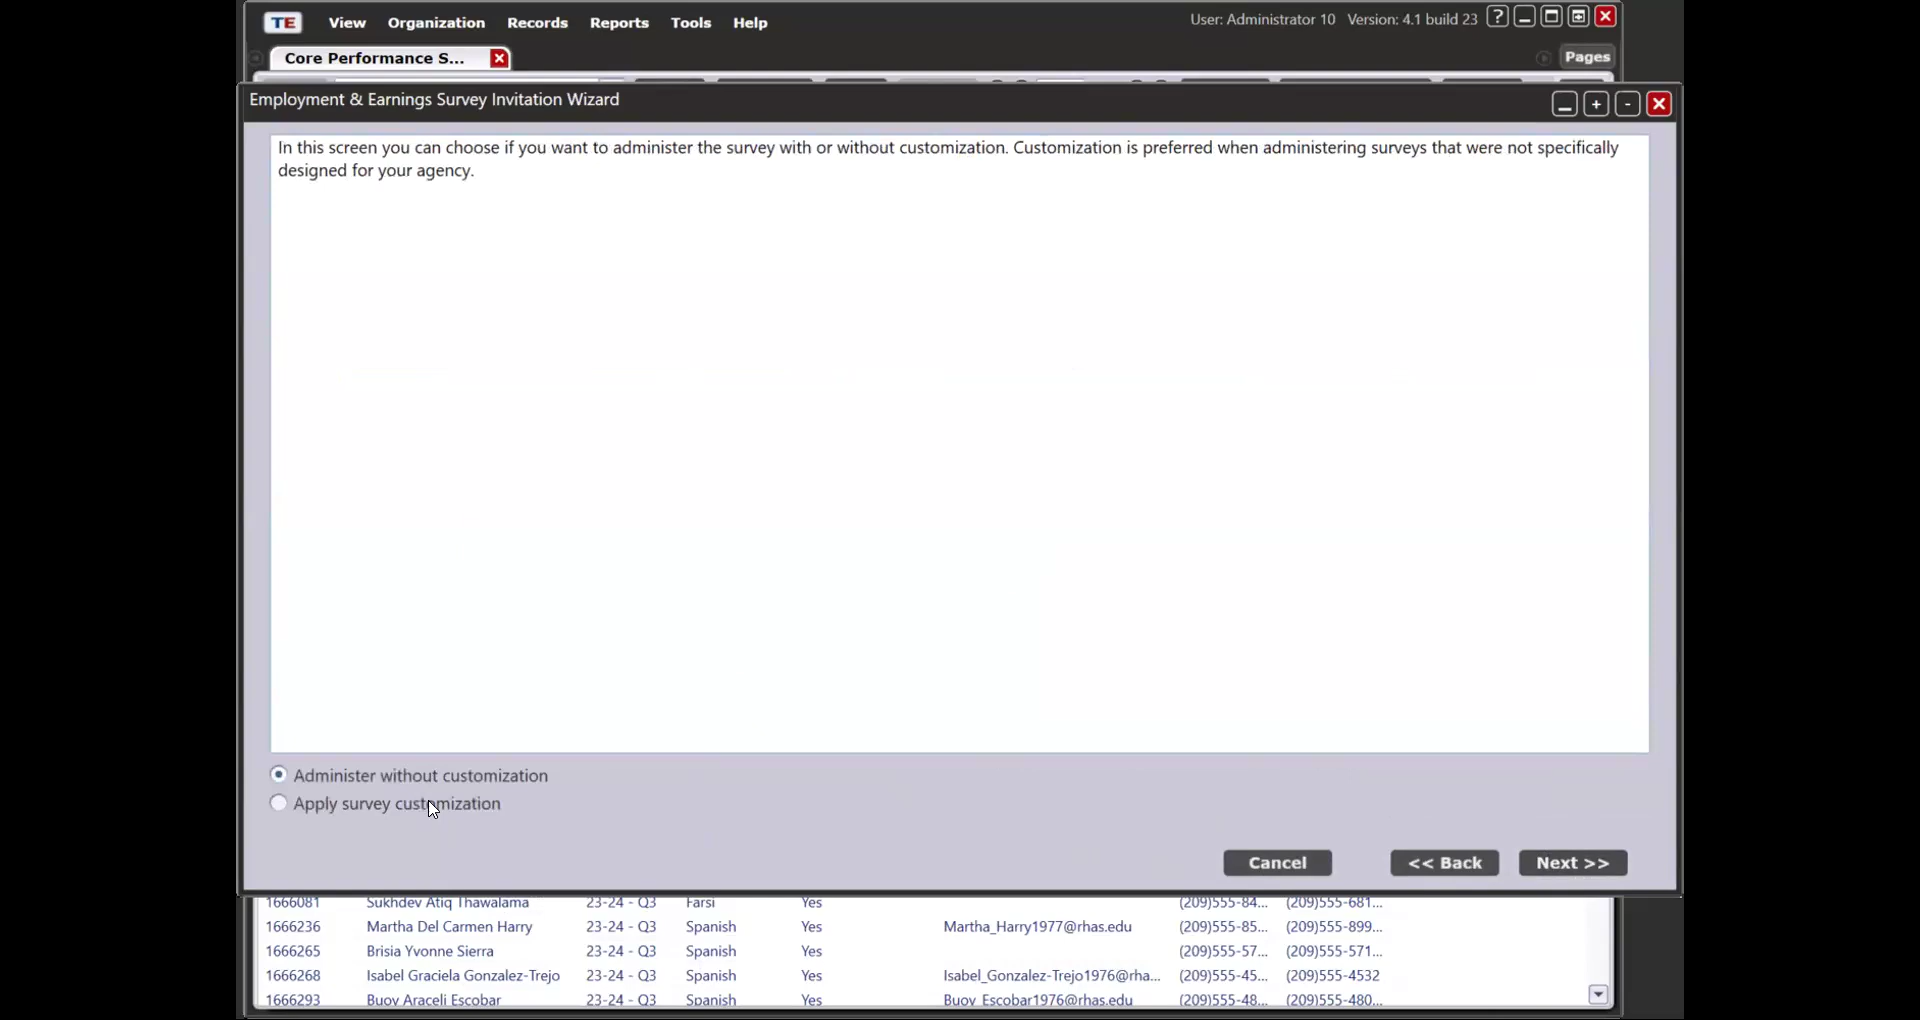 TE View Organization Records Reports Tools Help User: Administrator 10 Version: 4.1 build 23 ?
Core Performance S... Pages
Employment & Earnings Survey Invitation Wizard
In this screen you can choose if you want to administer the survey with or without customization. Customization is preferred when administering surveys that were not specifically
designed for your agency.
Administer without customization
Apply survey customization
Cancel << Back Next >>
1666081 Sukhdev Atiq Thawalama 23-24 - Q3 Farsi Yes (209)555-84... (209)555-681...
1666236 Martha Del Carmen Harry 23-24 - Q3 Spanish Yes Martha_Harry1977@rhas.edu (209)555-85... (209)555-899...
1666265 Brisia Yvonne Sierra 23-24 - Q3 Spanish Yes (209)555-57... (209)555-571...
1666268 Isabel Graciela Gonzalez-Trejo 23-24 - Q3 Spanish Yes Isabel_Gonzalez-Trejo1976@rha... (209)555-45... (209)555-4532
1666293 Buoy Araceli Escobar 23-24 - Q3 Spanish Yes Buoy_Escobar1976@rhas.edu (209)555-48... (209)555-480...